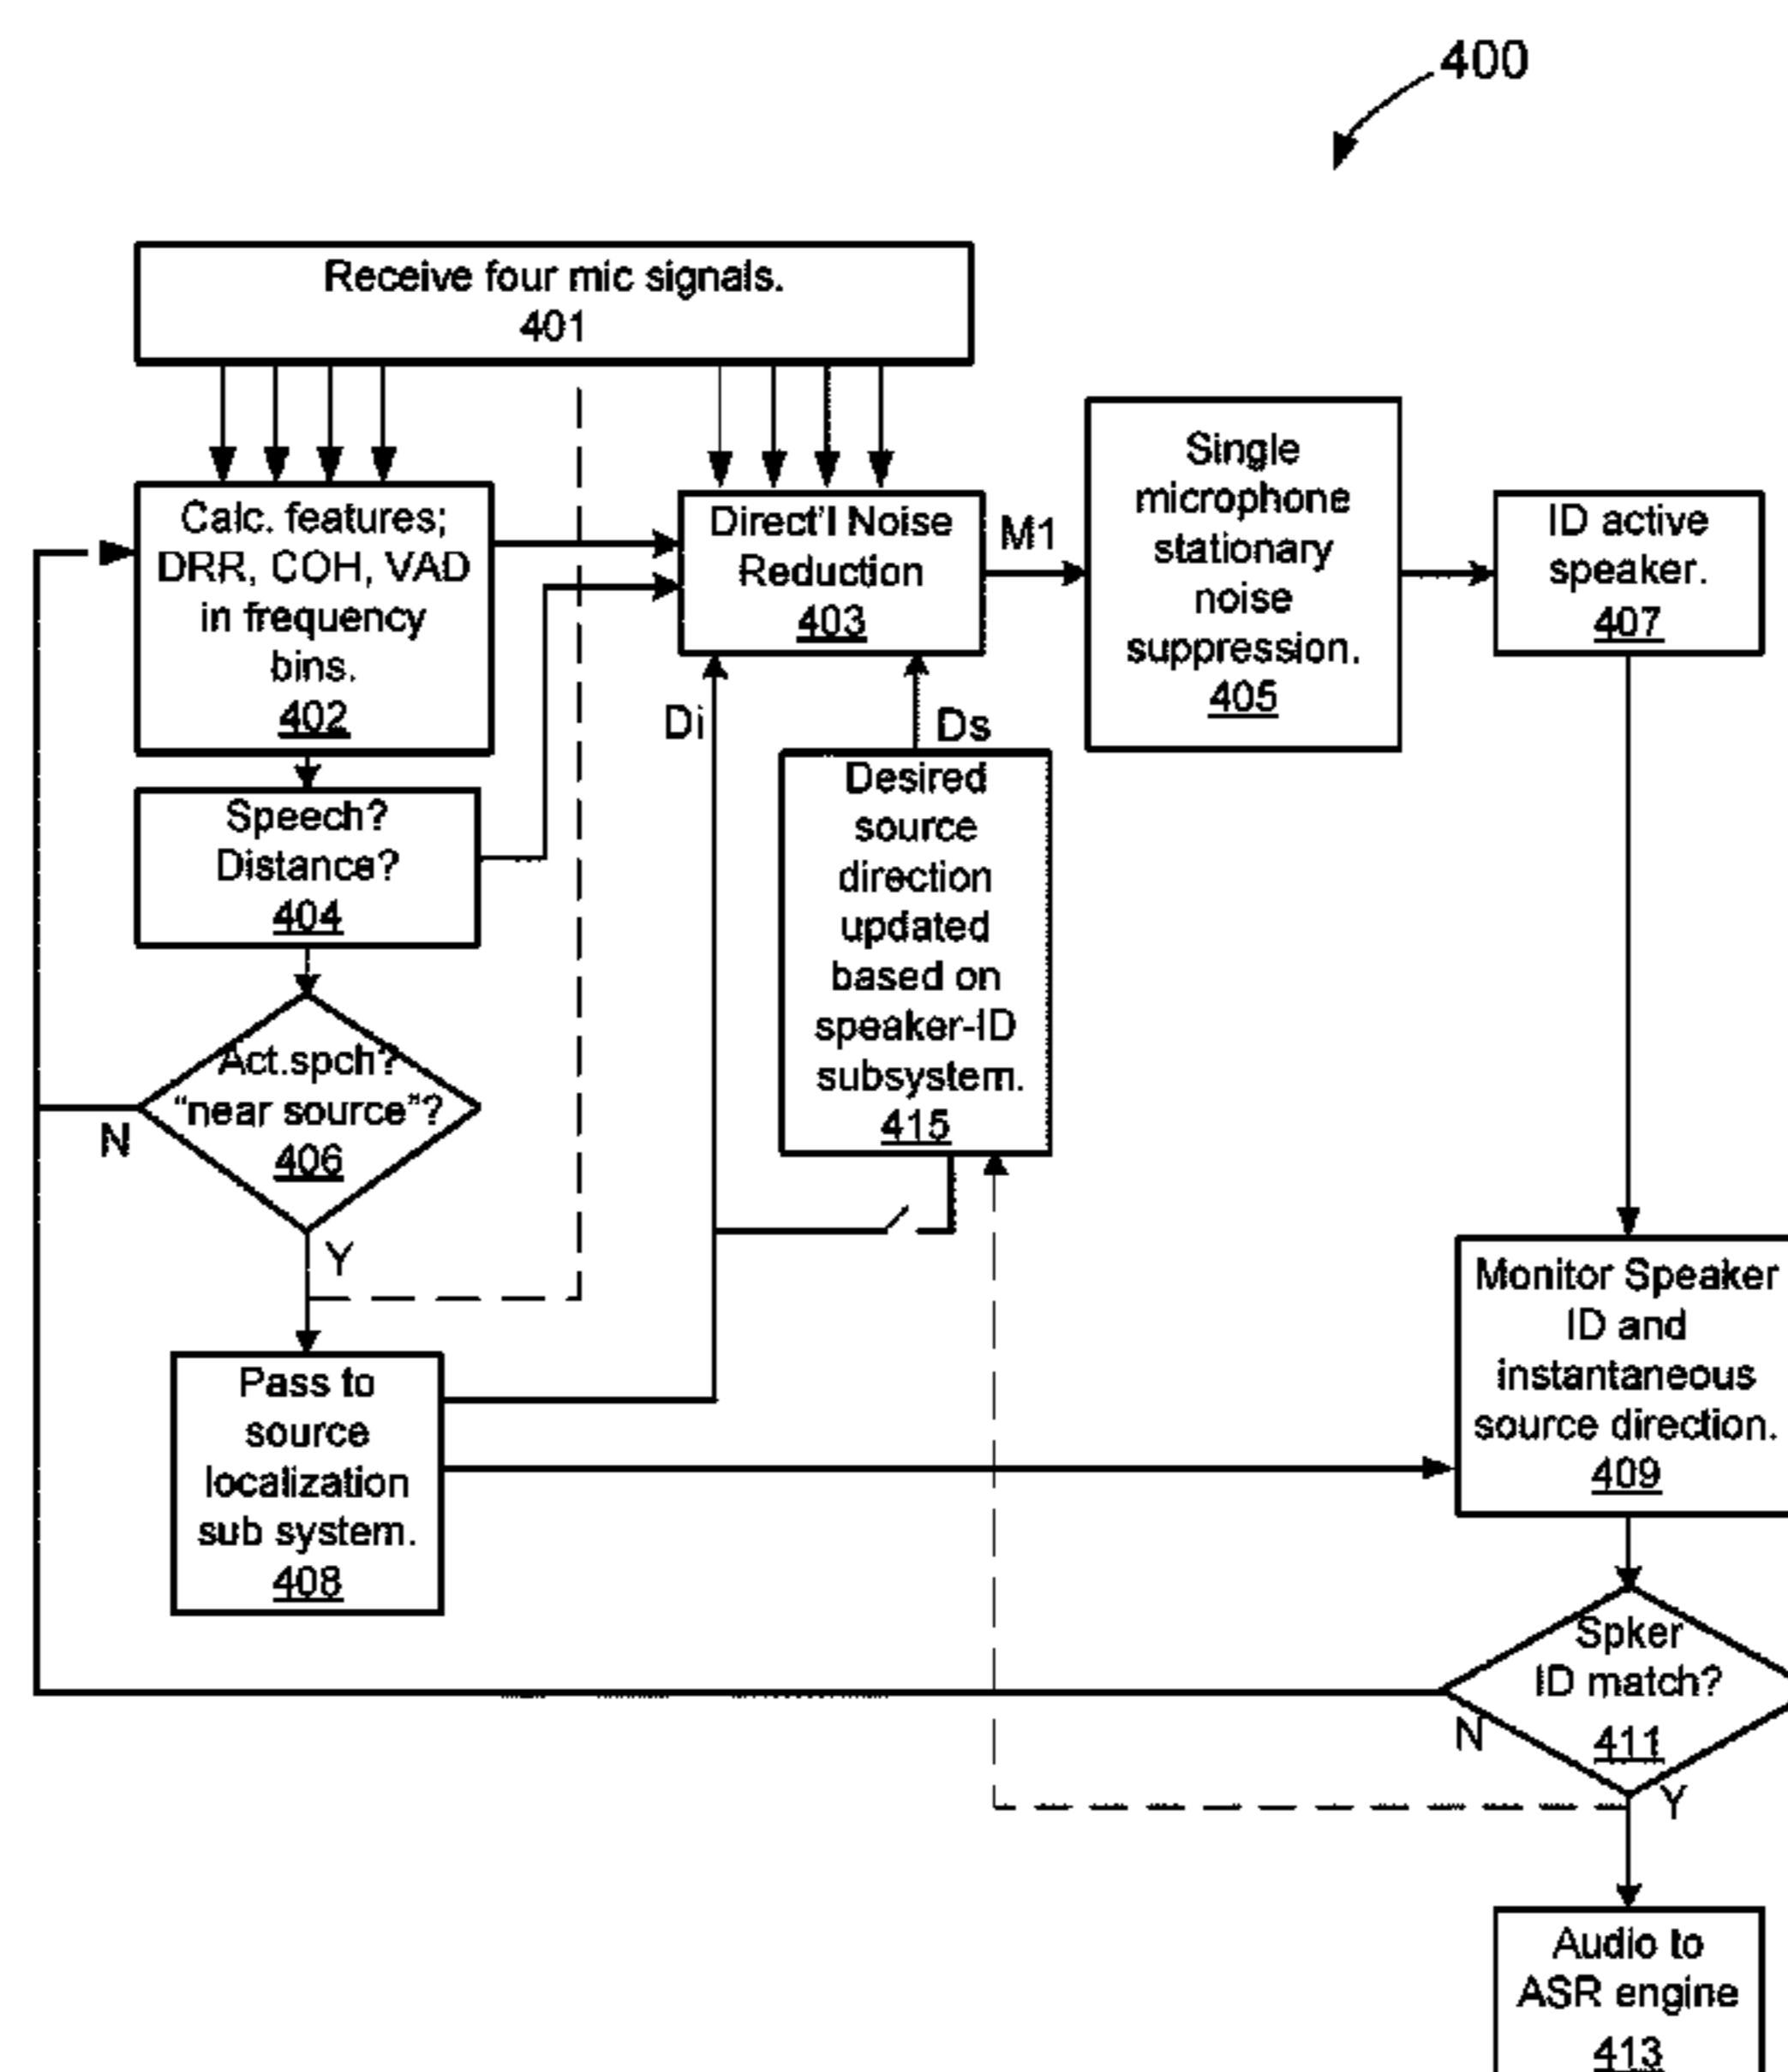 400
Receive four mic signals.
401
Calc. features;
DRR, COH, VAD
in frequency
bins.
402
Direct'l Noise
Reduction
403
M1
Single
microphone
stationary
noise
suppression.
405
ID active
speaker.
407
Speech?
Distance?
404
Di
Ds
Desired
source
direction
updated
based on
speaker-ID
subsystem.
415
Act.spch?
“near source”?
406
N
Y
Pass to
source
localization
sub system.
408
Monitor Speaker
ID and
instantaneous
source direction.
409
Spker
ID match?
411
N
Y
Audio to
ASR engine
413